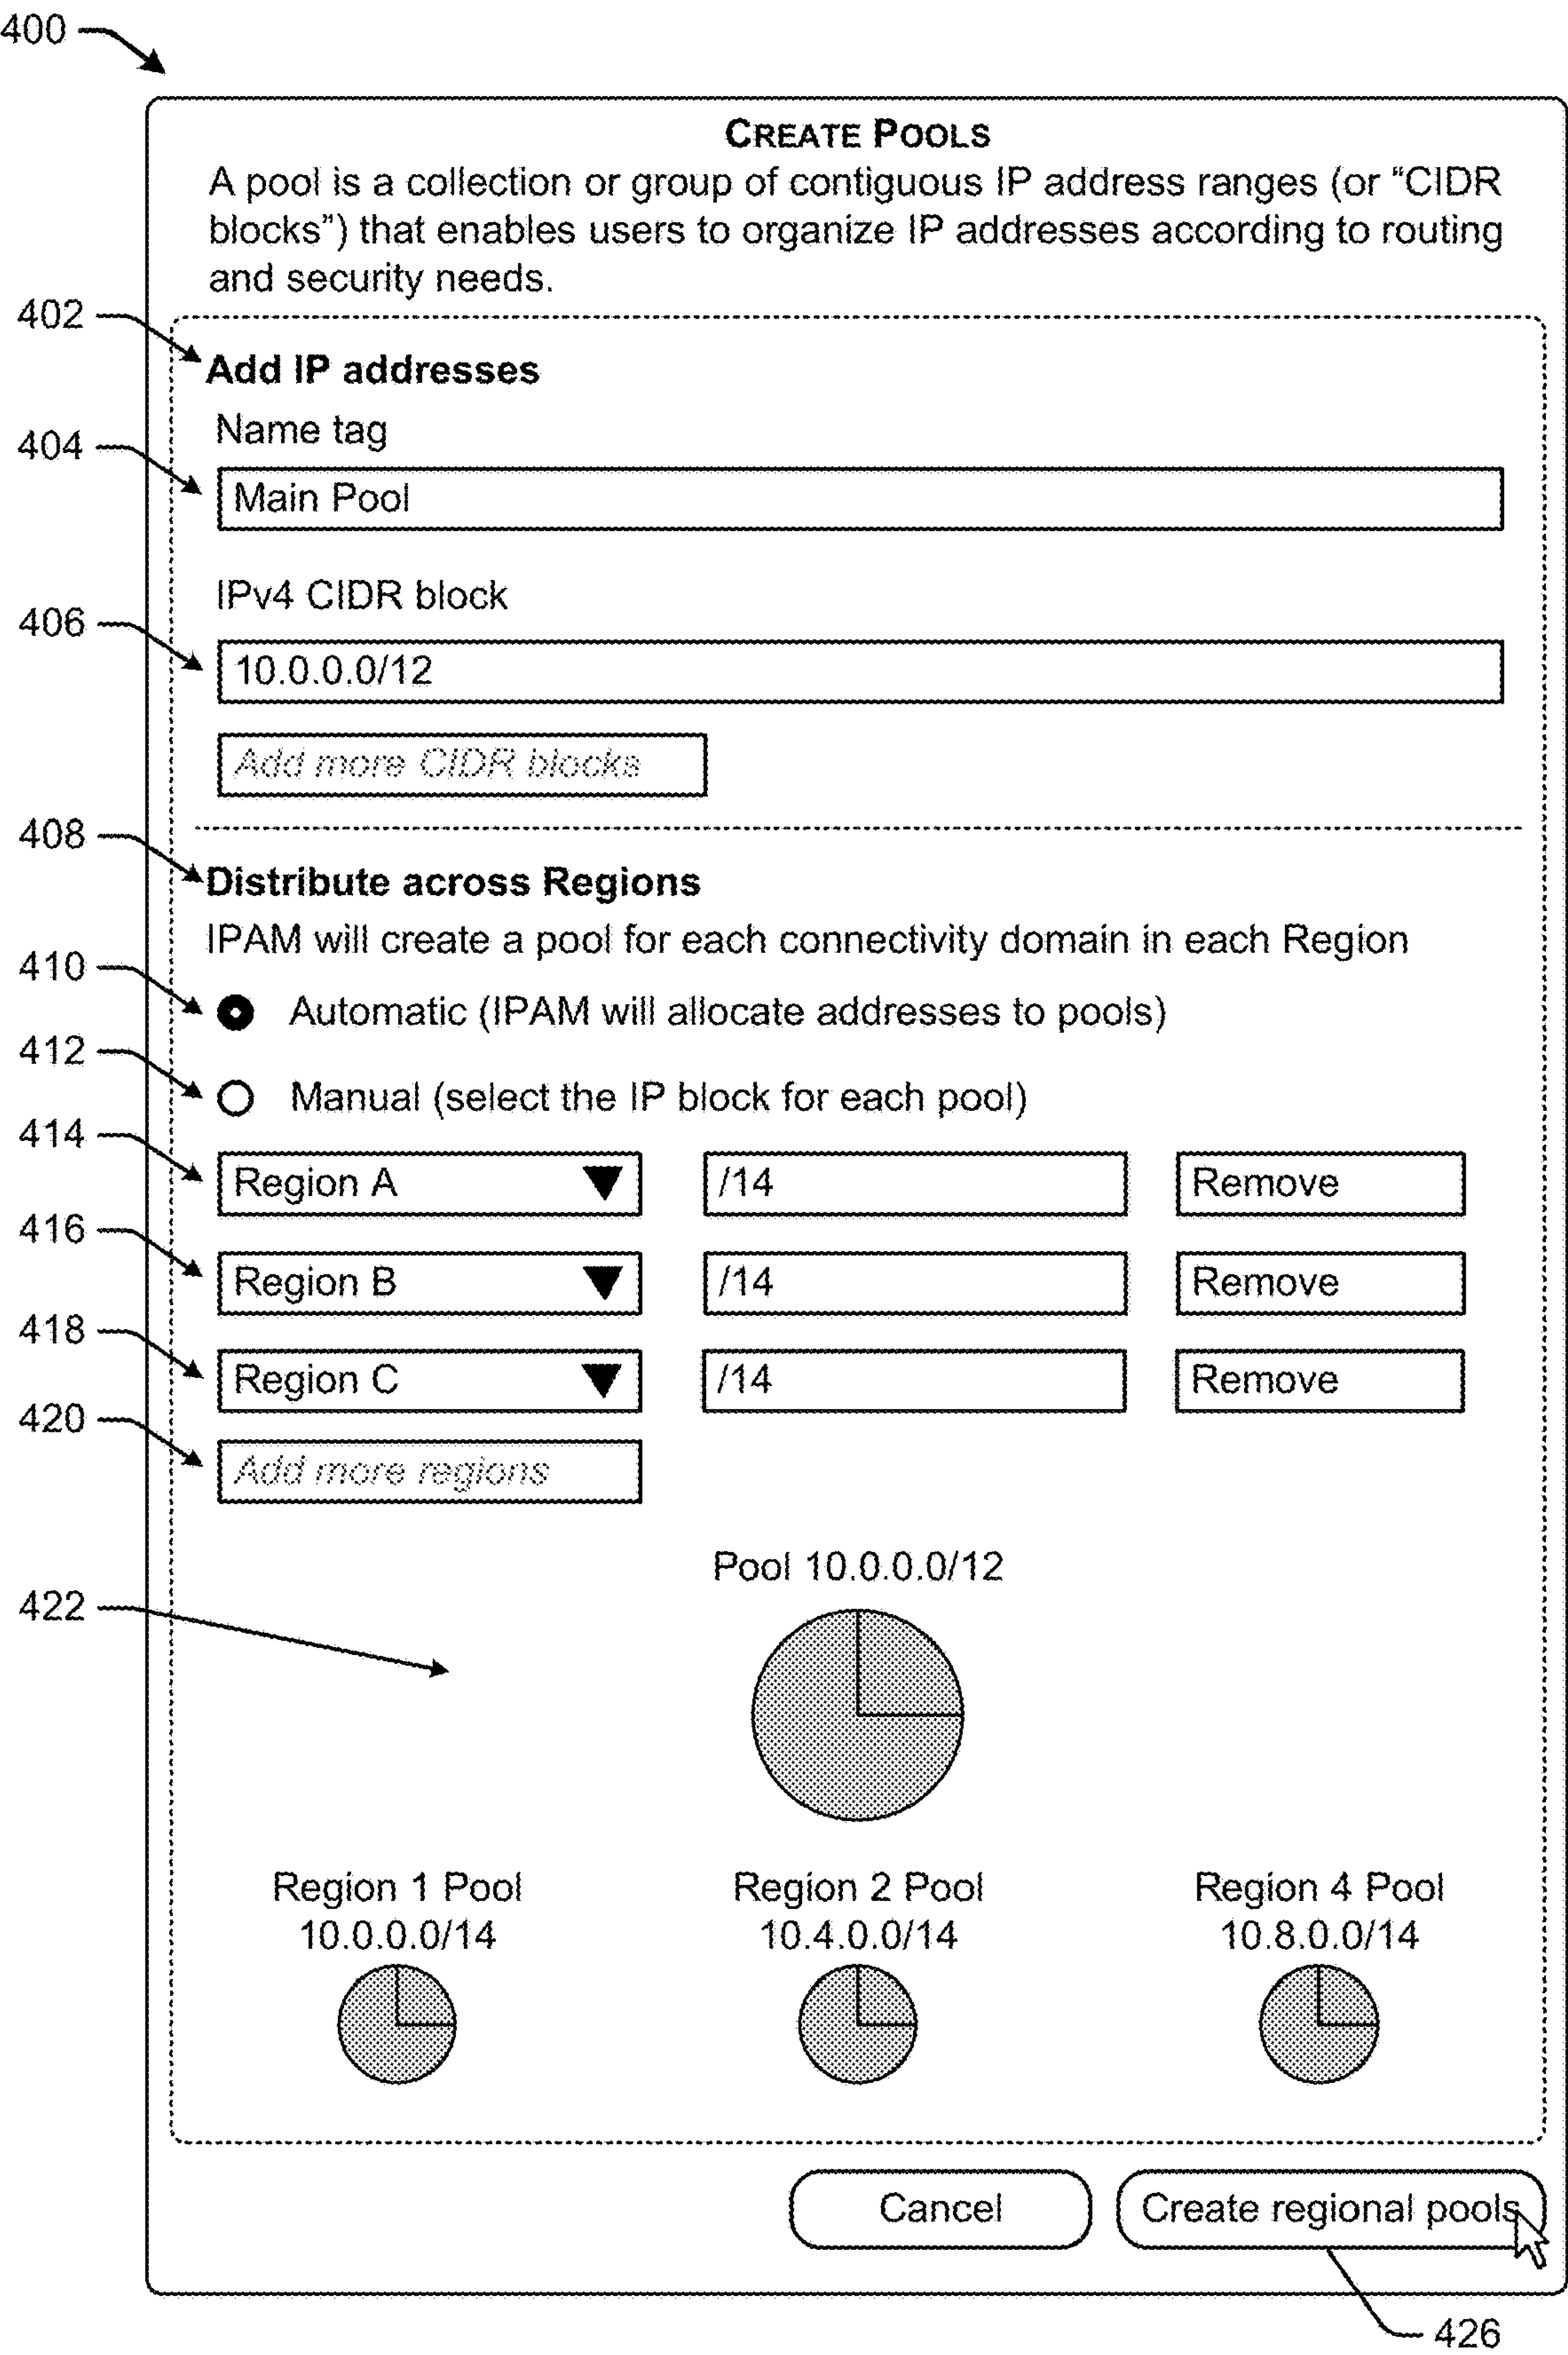 400
CREATE POOLS
A pool is a collection or group of contiguous IP address ranges (or “CIDR
blocks”) that enables users to organize IP addresses according to routing
and security needs.
402
Add IP addresses
Name tag
404
Main Pool
IPv4 CIDR block
406
10.0.0.0/12
Add more CIDR blocks
408
Distribute across Regions
IPAM will create a pool for each connectivity domain in each Region
410
Automatic (IPAM will allocate addresses to pools)
412
Manual (select the IP block for each pool)
414
Region A /14 Remove
416
Region B /14 Remove
418
Region C /14 Remove
420
Add more regions
Pool 10.0.0.0/12
422
Region 1 Pool Region 2 Pool Region 4 Pool
10.0.0.0/14 10.4.0.0/14 10.8.0.0/14
Cancel Create regional pools
426